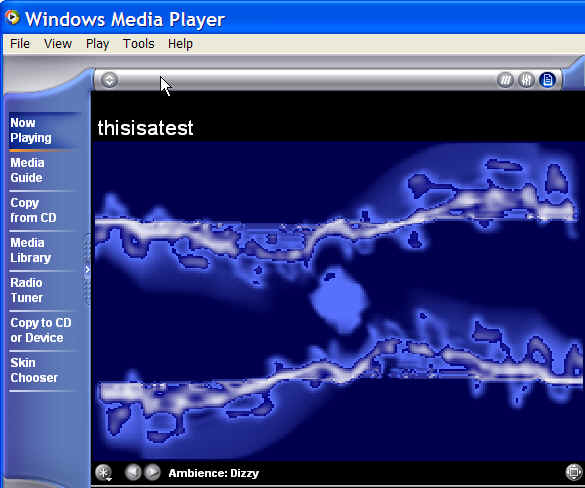 Windows Media Player
File View Play Tools Help
thisisatest
Now
Playing
Media
Guide
Copy
from CD
Media
Library
Radio
Tuner
Copy to CD
or Device
Skin
Chooser
Ambience: Dizzy